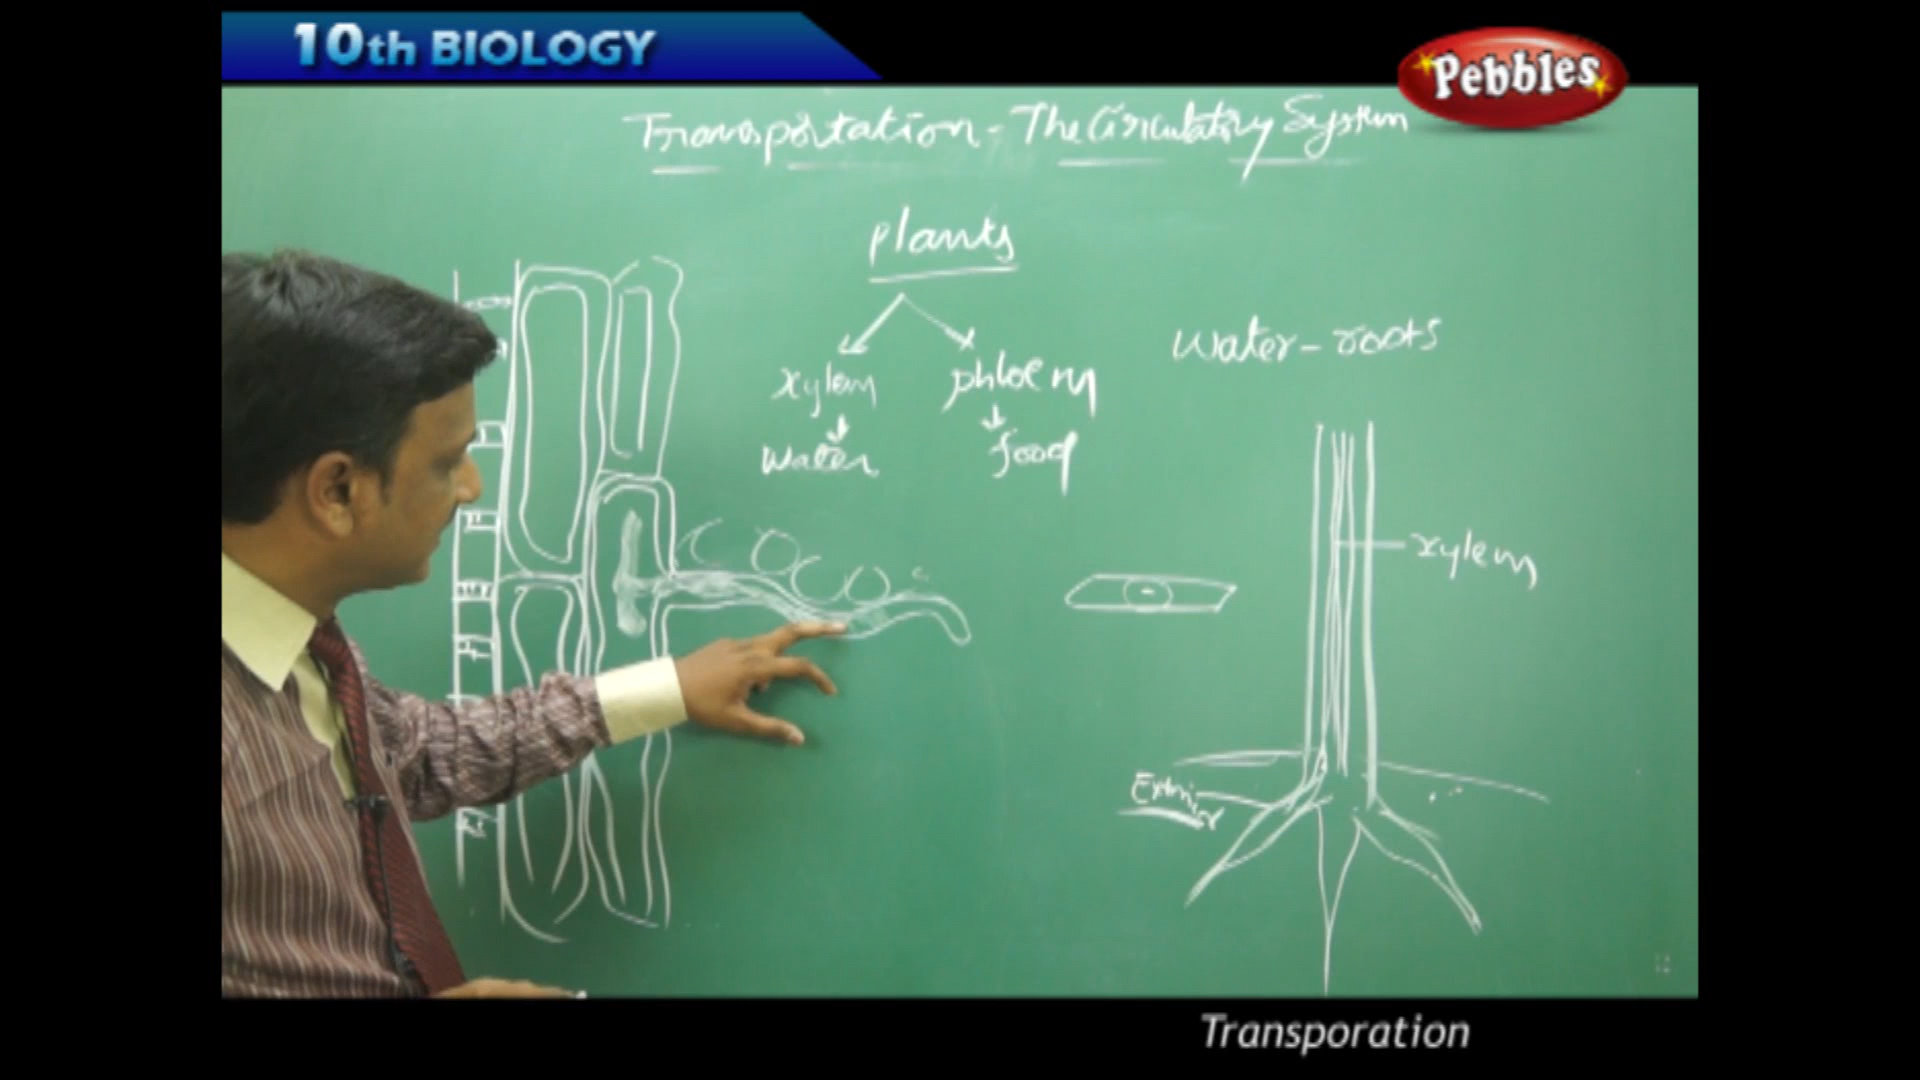 10th BIOLOGY
Pebbles
Transportation - The Circulatory System
Plants
xylem
phloem
water
food
water - roots
xylem
Transporation